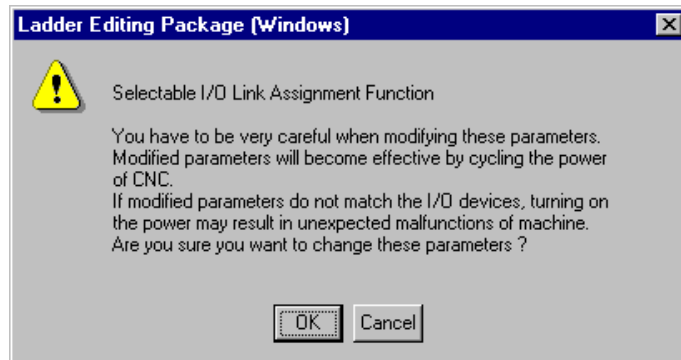 Ladder Editing Package (Windows)
Selectable I/O Link Assignment Function
You have to be very careful when modifying these parameters.
Modified parameters will become effective by cycling the power
of CNC.
If modified parameters do not match the I/O devices, turning on
the power may result in unexpected malfunctions of machine.
Are you sure you want to change these parameters ?
OK
Cancel